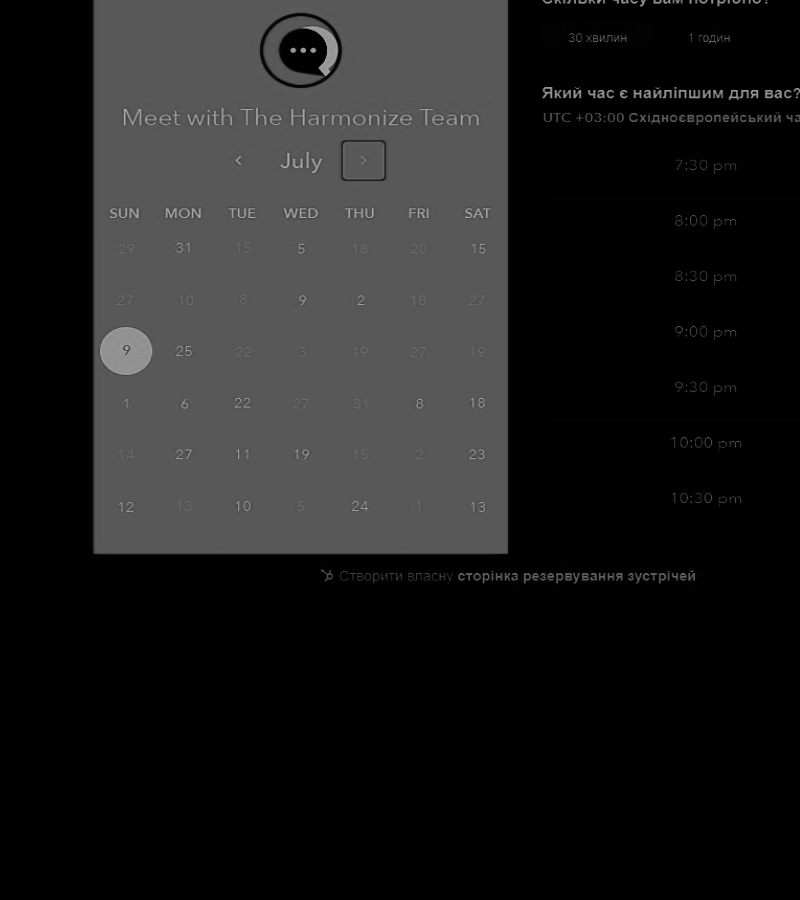 Скільки часу вам потрібно?
30 хвилин 1 годин
Meet with The Harmonize Team
July
Який час є найліпшим для вас?
UTC +03:00 Східноєвропейський
SUN MON TUE WED THU FRI SAT
29 31 15 5 18 20 15
27 10 8 9 2 18 27
9 25 22 3 19 27 19
1 6 22 27 31 8 18
14 27 11 19 15 2 23
12 13 10 5 24 1 13
7:30 pm
8:00 pm
8:30 pm
9:00 pm
9:30 pm
10:00 pm
10:30 pm
Створити власну сторінка резервування зустрічей